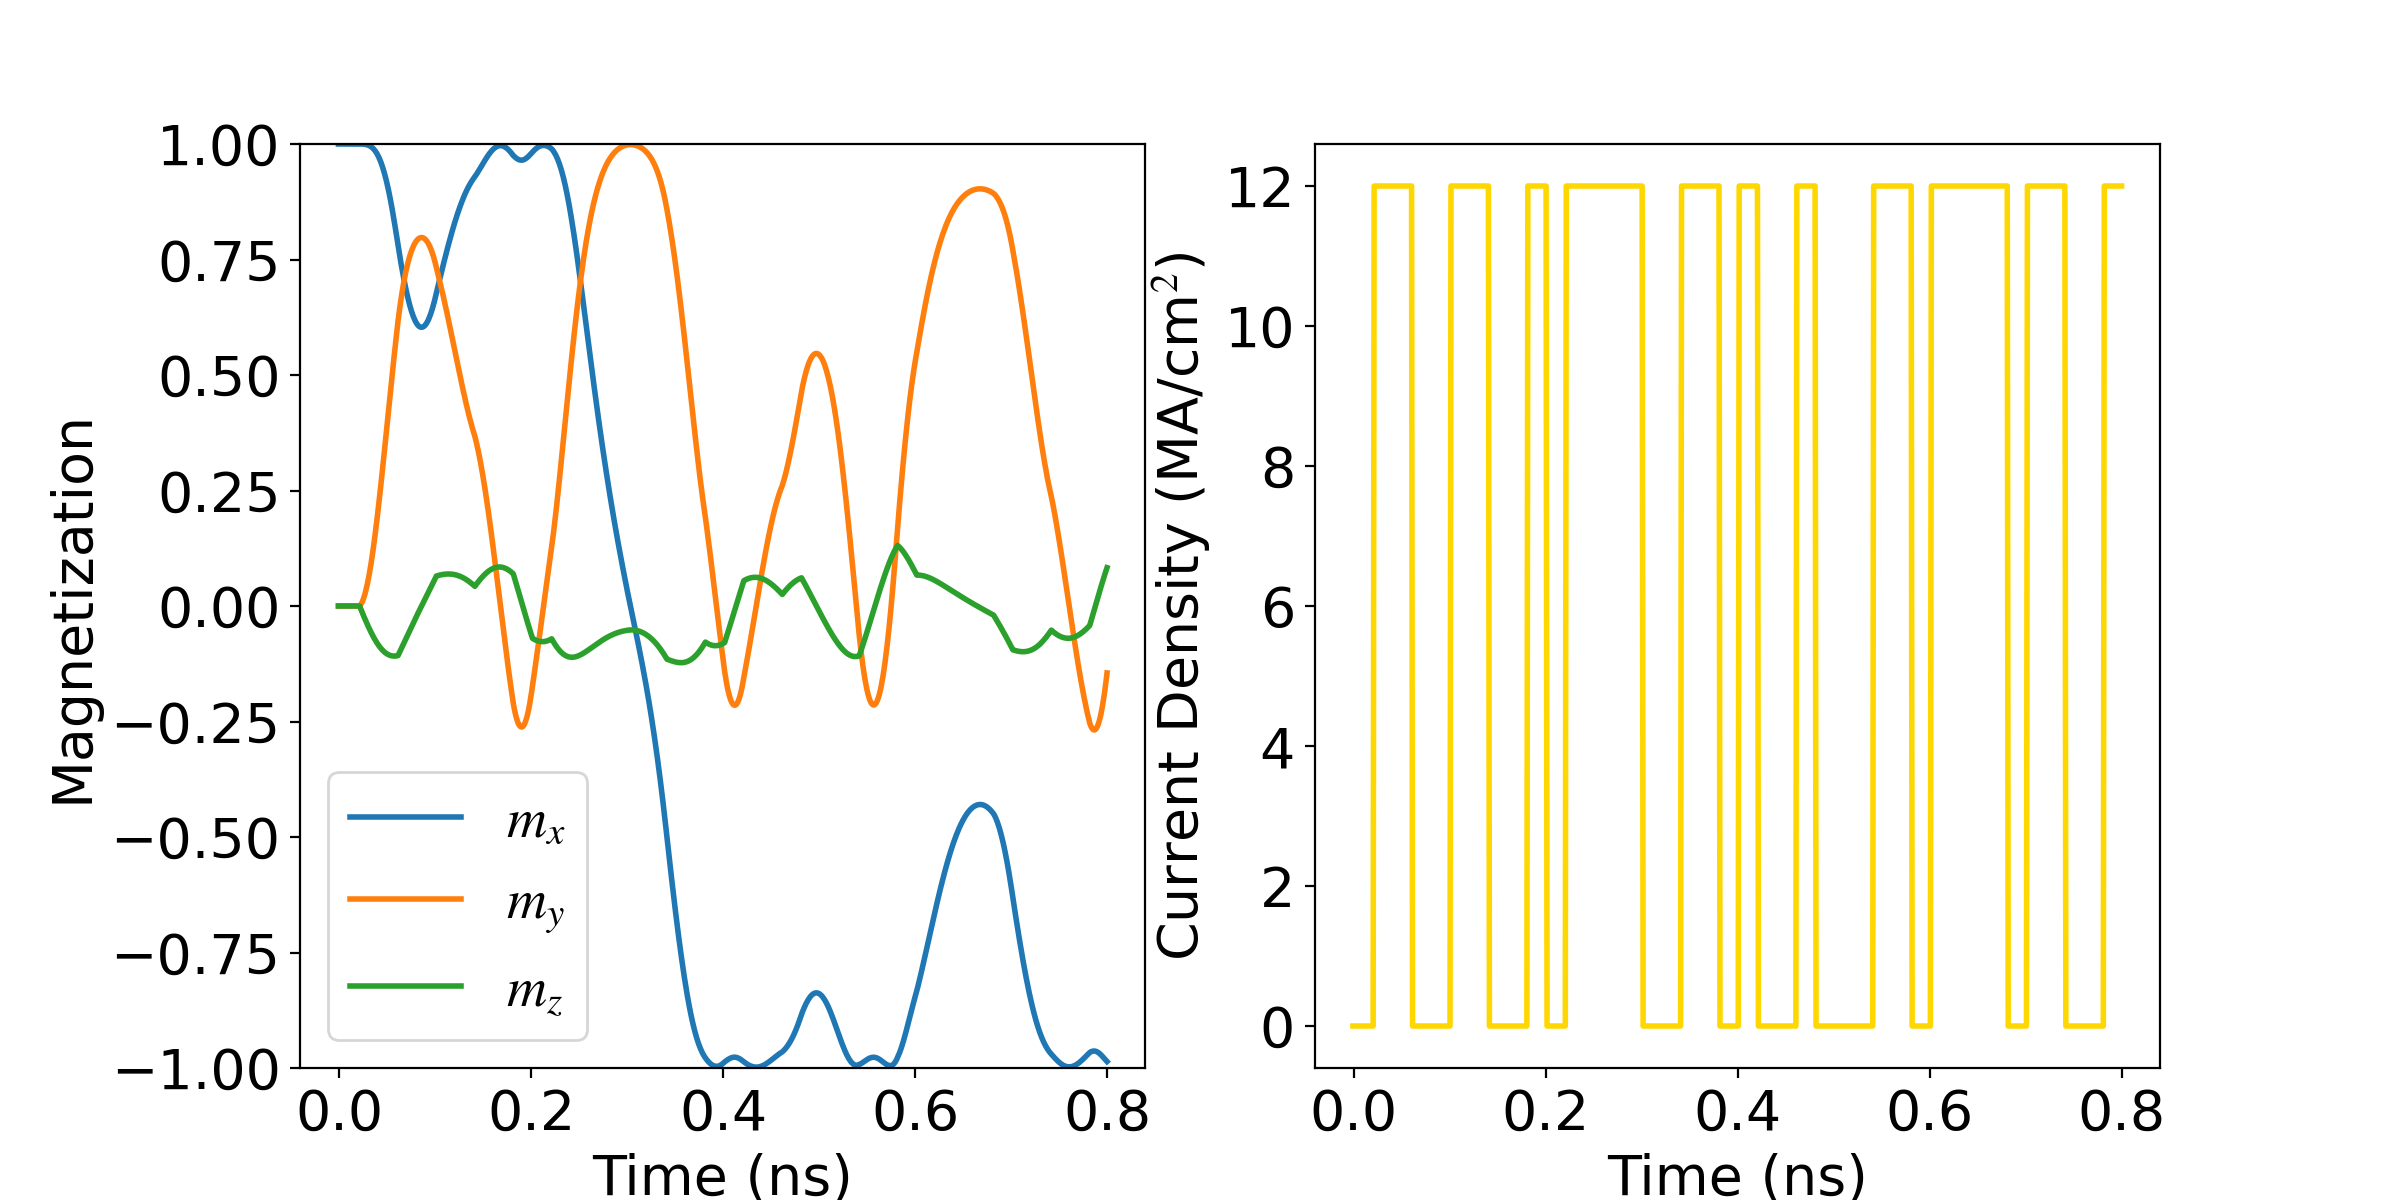 Magnetization
1.00
0.75
0.50
0.25
0.00
−0.25
−0.50
−0.75
−1.00
m_x
m_y
m_z
0.0 0.2 0.4 0.6 0.8
Time (ns)
Current Density (MA/cm²)
12
10
8
6
4
2
0
0.0 0.2 0.4 0.6 0.8
Time (ns)